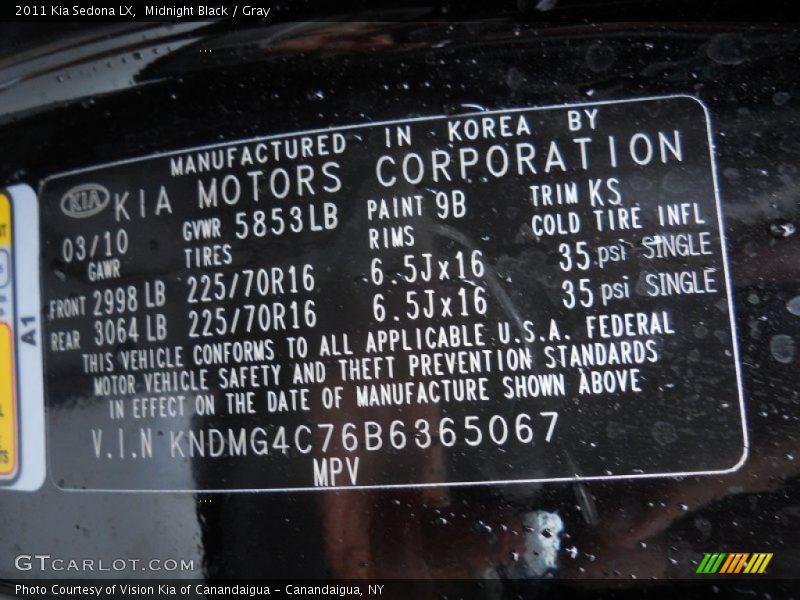 2011 Kia Sedona LX, Midnight Black / Gray
MANUFACTURED IN KOREA BY
KIA KIA MOTORS CORPORATION
03/10 GVWR 5853LB PAINT 9B TRIM KS
GAWR TIRES RIMS COLD TIRE INFL
FRONT 2998 LB 225/70R16 6.5Jx16 35 psi SINGLE
REAR 3064 LB 225/70R16 6.5Jx16 35 psi SINGLE
THIS VEHICLE CONFORMS TO ALL APPLICABLE U.S.A. FEDERAL
MOTOR VEHICLE SAFETY AND THEFT PREVENTION STANDARDS
IN EFFECT ON THE DATE OF MANUFACTURE SHOWN ABOVE
V.I.N KNDMG4C76B6365067
MPV
A1
GTCARLOT.COM
Photo Courtesy of Vision Kia of Canandaigua - Canandaigua, NY